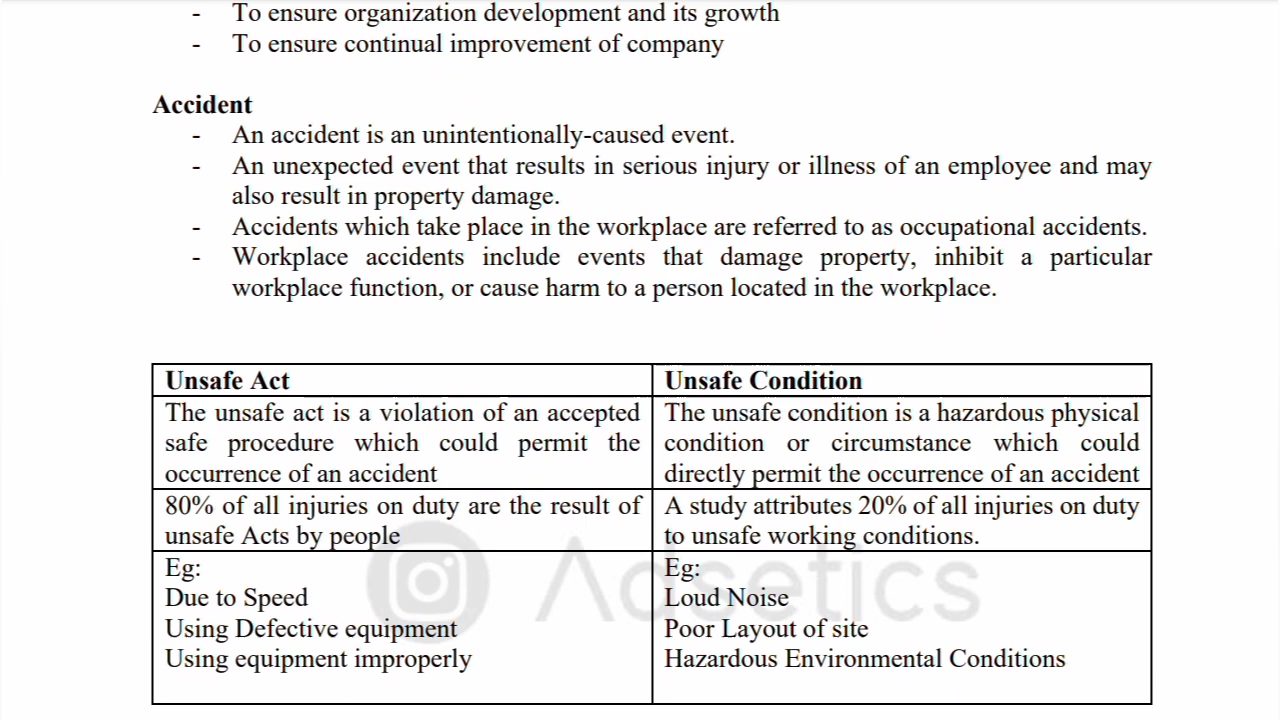 - To ensure organization development and its growth
- To ensure continual improvement of company
Accident
- An accident is an unintentionally-caused event.
- An unexpected event that results in serious injury or illness of an employee and may
also result in property damage.
- Accidents which take place in the workplace are referred to as occupational accidents.
- Workplace accidents include events that damage property, inhibit a particular
workplace function, or cause harm to a person located in the workplace.
Unsafe Act
The unsafe act is a violation of an accepted
safe procedure which could permit the
occurrence of an accident
Unsafe Condition
The unsafe condition is a hazardous physical
condition or circumstance which could
directly permit the occurrence of an accident
80% of all injuries on duty are the result of
unsafe Acts by people
A study attributes 20% of all injuries on duty
to unsafe working conditions.
Eg:
Due to Speed
Using Defective equipment
Using equipment improperly
Eg:
Loud Noise
Poor Layout of site
Hazardous Environmental Conditions
Adsetics